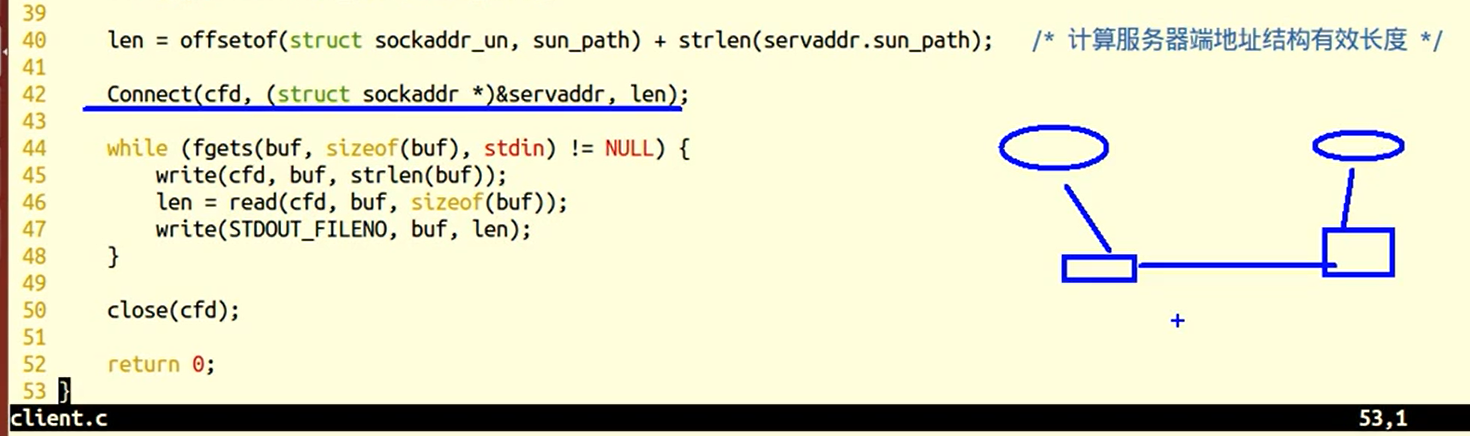 39
40 len = offsetof(struct sockaddr_un, sun_path) + strlen(servaddr.sun_path); /* 计算服务器端地址结构有效长度 */
41
42 Connect(cfd, (struct sockaddr *)&servaddr, len);
43
44 while (fgets(buf, sizeof(buf), stdin) != NULL) {
45 write(cfd, buf, strlen(buf));
46 len = read(cfd, buf, sizeof(buf));
47 write(STDOUT_FILENO, buf, len);
48 }
49
50 close(cfd);
51
52 return 0;
53 }
client.c 53,1